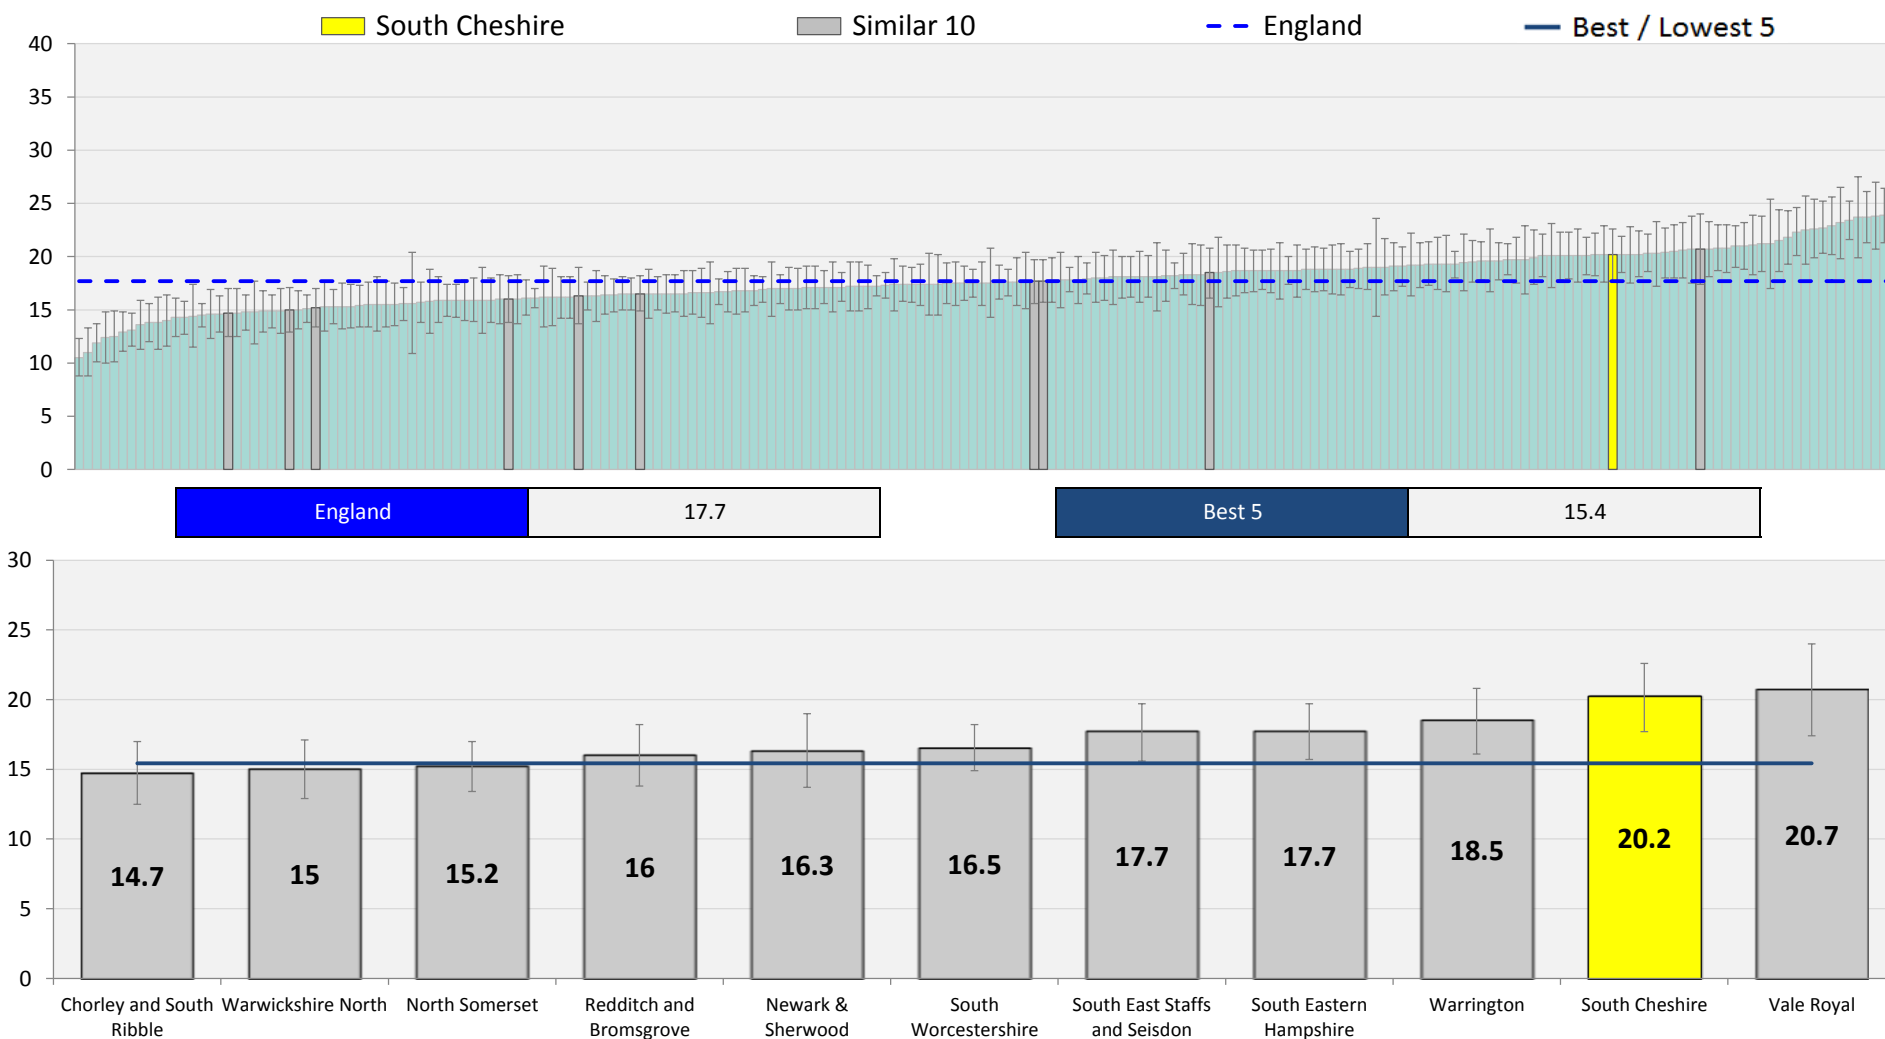 South Cheshire
Similar 10
England
Best / Lowest 5
40
35
30
25
20
15
10
5
0
England
17.7
Best 5
15.4
30
25
20
15
10
5
0
14.7
15
15.2
16
16.3
16.5
17.7
17.7
18.5
20.2
20.7
Chorley and South
Ribble
Warwickshire North
North Somerset
Redditch and
Bromsgrove
Newark &
Sherwood
South
Worcestershire
South East Staffs
and Seisdon
South Eastern
Hampshire
Warrington
South Cheshire
Vale Royal